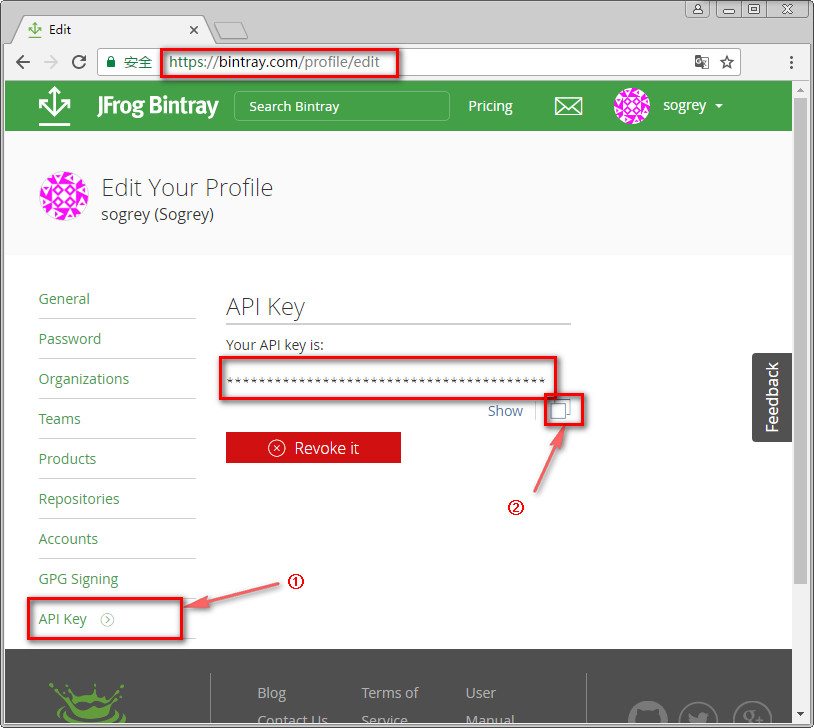 Edit
安全 https://bintray.com/profile/edit
JFrog Bintray Search Bintray Pricing sogrey
Edit Your Profile
sogrey (Sogrey)
General
Password
Organizations
Teams
Products
Repositories
Accounts
GPG Signing
API Key
①
API Key
Your API key is:
****************************************
Show
Revoke it
②
Feedback
Blog Terms of User
Contact Us Service Manual
g+